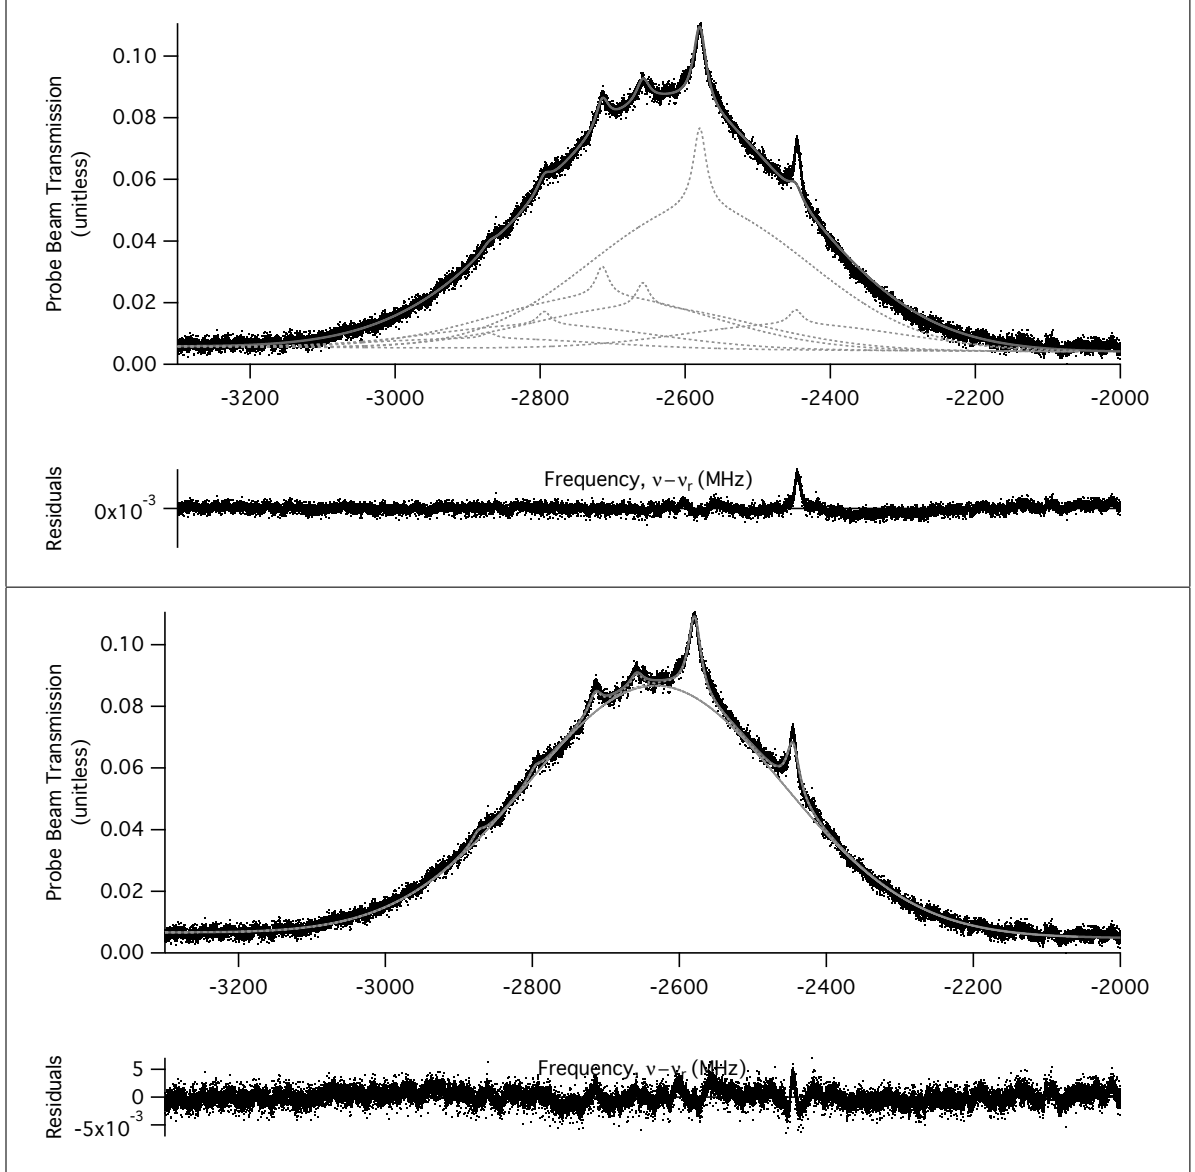 Probe Beam Transmission
(unitless)
0.10
0.08
0.06
0.04
0.02
0.00
-3200 -3000 -2800 -2600 -2400 -2200 -2000
Frequency, ν−νr (MHz)
Residuals
0x10-3
Probe Beam Transmission
(unitless)
0.10
0.08
0.06
0.04
0.02
0.00
-3200 -3000 -2800 -2600 -2400 -2200 -2000
Frequency, ν−νr (MHz)
Residuals
5
0
-5x10-3